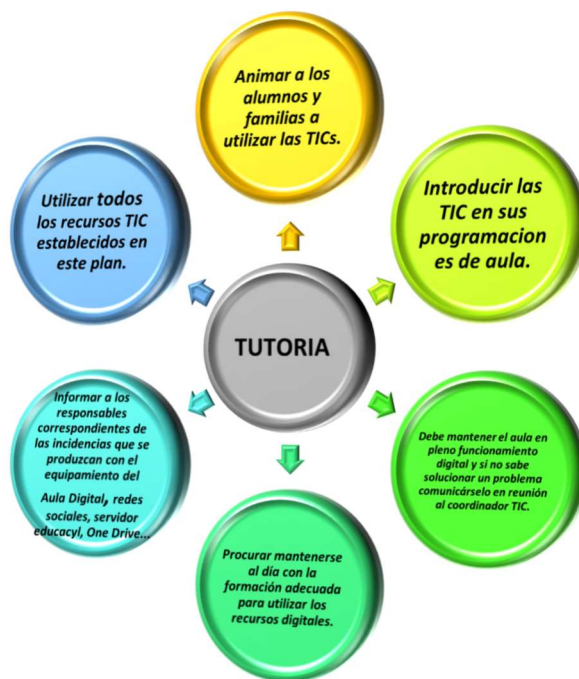 Animar a los
alumnos y
familias a
utilizar las TICs.
Introducir las
TIC en sus
programacion
es de aula.
Debe mantener el aula en
pleno funcionamiento
digital y si no sabe
solucionar un problema
comunicárselo en reunión
al coordinador TIC.
Procurar mantenerse
al día con la
formación adecuada
para utilizar los
recursos digitales.
Informar a los
responsables
correspondientes de
las incidencias que se
produzcan con el
equipamiento del
Aula Digital, redes
sociales, servidor
educacyl, One Drive...
Utilizar todos
los recursos TIC
establecidos en
este plan.
TUTORIA